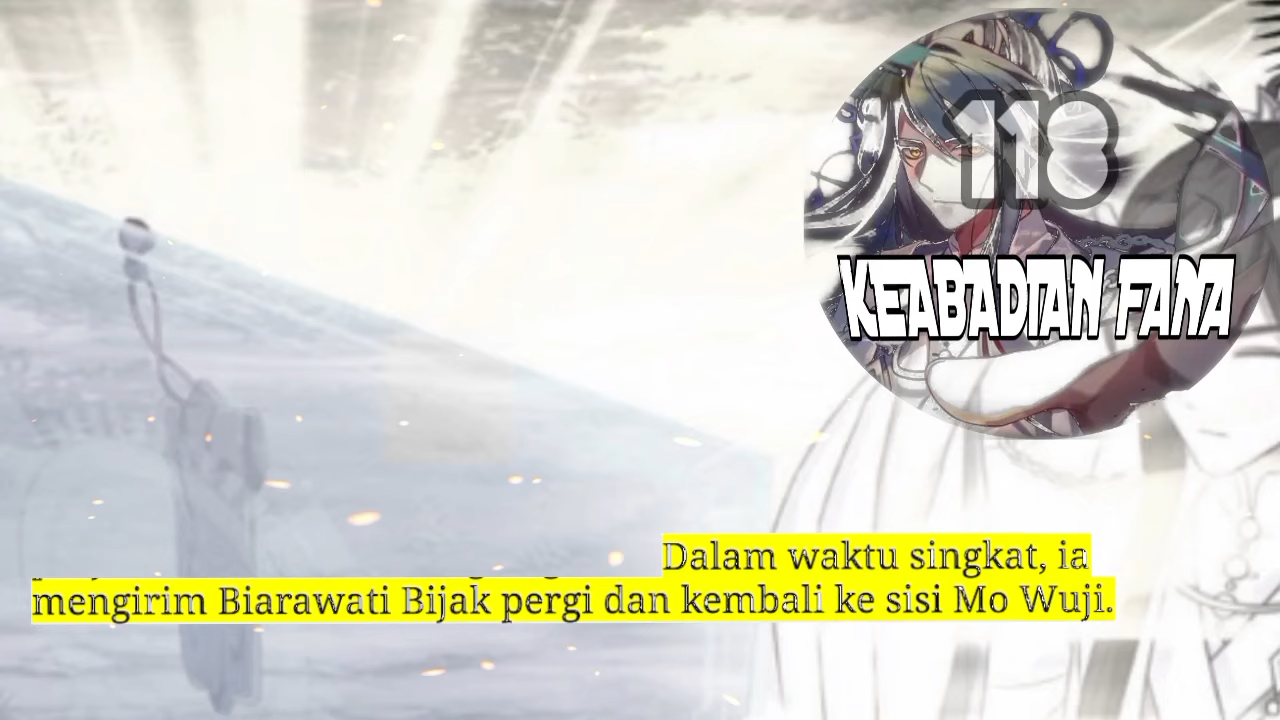 118
KEABADIAN FANA
Dalam waktu singkat, ia
mengirim Biarawati Bijak pergi dan kembali ke sisi Mo Wuji.